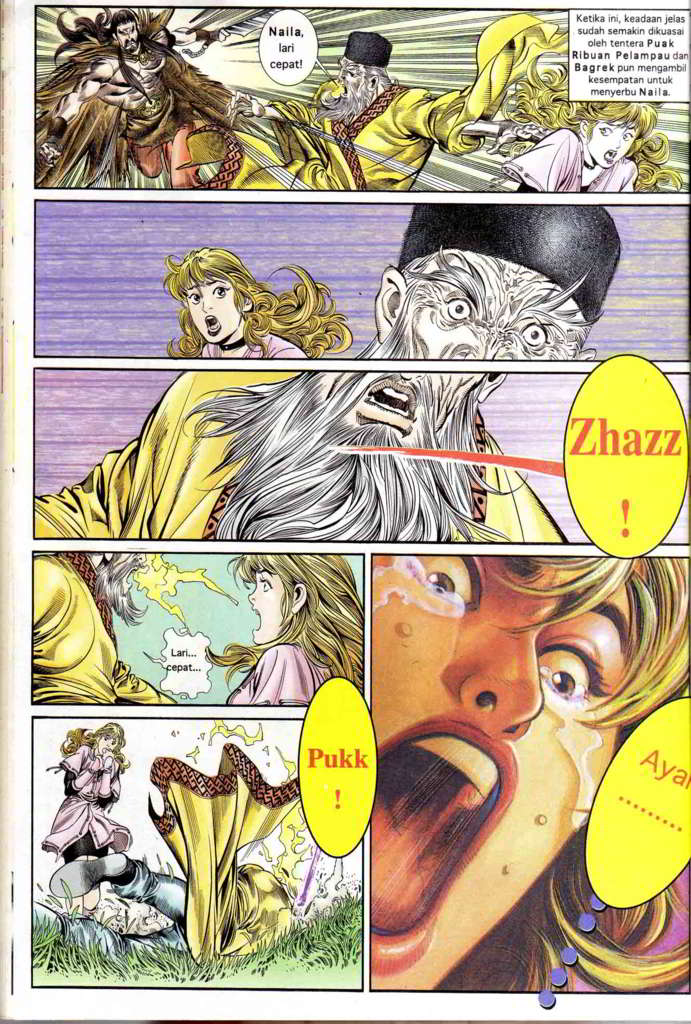 Naila,
lari
cepat!
Ketika ini, keadaan jelas
sudah semakin dikuasai
oleh tentera Puak
Ribuan Pelampau dan
Bagrek pun mengambil
kesempatan untuk
menyerbu Naila.
Zhazz
!
Lari...
cepat...
Pukk
!
Ayah
.........